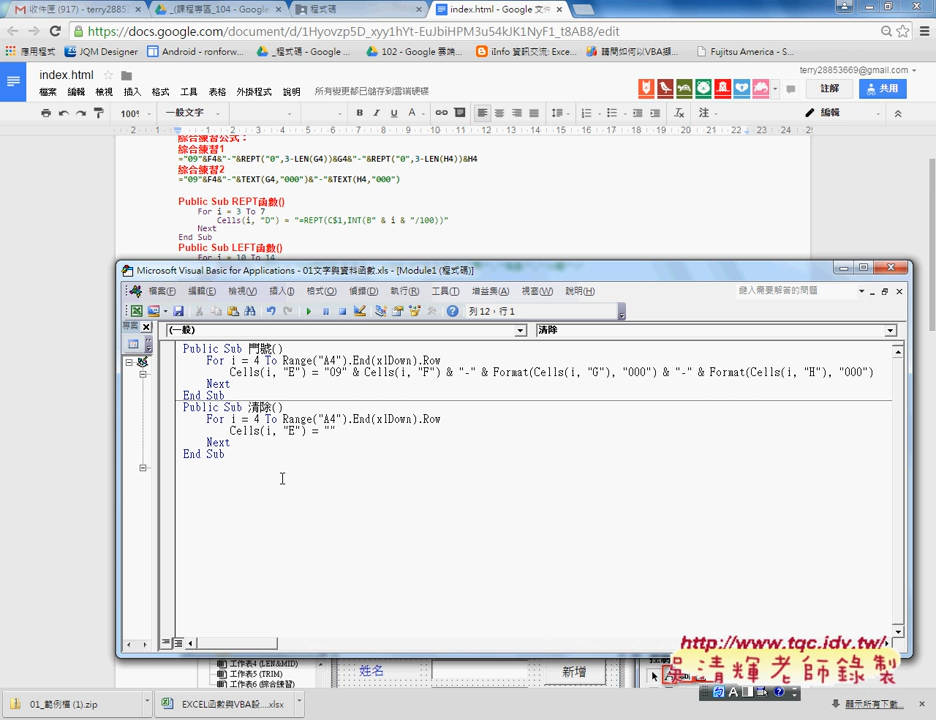 收件匣 (917) - terry2885
_(課程專區_104 - Google
程式碼
index.html - Google 文件
https://docs.google.com/document/d/1Hyovzp5D_xyy1hYt-EuJbiHPM3u54kJK1NyF1_t8AB8/edit
應用程式
JQM Designer
Android - ronforw...
_程式碼 - Google ...
102 - Google 雲端...
iInfo 資訊交流: Exce...
請問如何以VBA擷...
Fujitsu America - S...
index.html
terry28853669@gmail.com
檔案 編輯 檢視 插入 格式 工具 表格 外掛程式 說明 所有變更都已儲存到雲端硬碟
註解
共用
100%
一般文字
編輯
綜合練習公式：
綜合練習1
="09"&F4&"-"&REPT("0",3-LEN(G4))&G4&"-"&REPT("0",3-LEN(H4))&H4
綜合練習2
="09"&F4&"-"&TEXT(G4,"000")&"-"&TEXT(H4,"000")
Public Sub REPT函數()
For i = 3 To 7
Cells(i, "D") = "=REPT(C$1,INT(B" & i & "/100))"
Next
End Sub
Public Sub LEFT函數()
For i = 10 To 14
Microsoft Visual Basic for Applications - 01文字與資料函數.xls - [Module1 (程式碼)]
檔案(F) 編輯(E) 檢視(V) 插入(I) 格式(O) 偵錯(D) 執行(R) 工具(T) 增益集(A) 視窗(W) 說明(H)
鍵入需要解答的問題
列 12，行 1
專案
(一般)
清除
Public Sub 門號()
For i = 4 To Range("A4").End(xlDown).Row
Cells(i, "E") = "09" & Cells(i, "F") & "-" & Format(Cells(i, "G"), "000") & "-" & Format(Cells(i, "H"), "000")
Next
End Sub
Public Sub 清除()
For i = 4 To Range("A4").End(xlDown).Row
Cells(i, "E") = ""
Next
End Sub
http://www.tqc.idv.tw/
吳清輝老師錄製
工作表4 (LEN&MID)
工作表5 (TRIM)
工作表6 (綜合練習)
姓名
新增
01_範例檔 (1).zip
EXCEL函數與VBA設....xlsx
顯示所有下載...